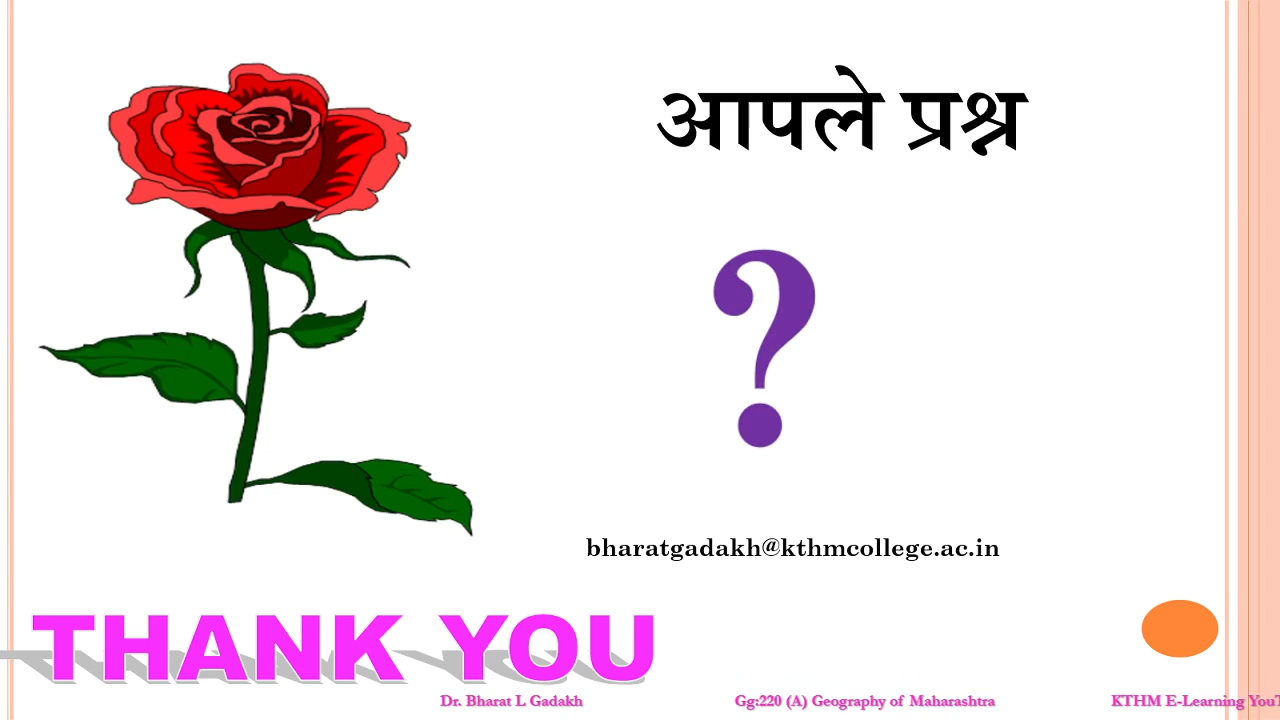 आपले प्रश्न
?
bharatgadakh@kthmcollege.ac.in
THANK YOU
Dr. Bharat L Gadakh Gg:220 (A) Geography of Maharashtra KTHM E-Learning